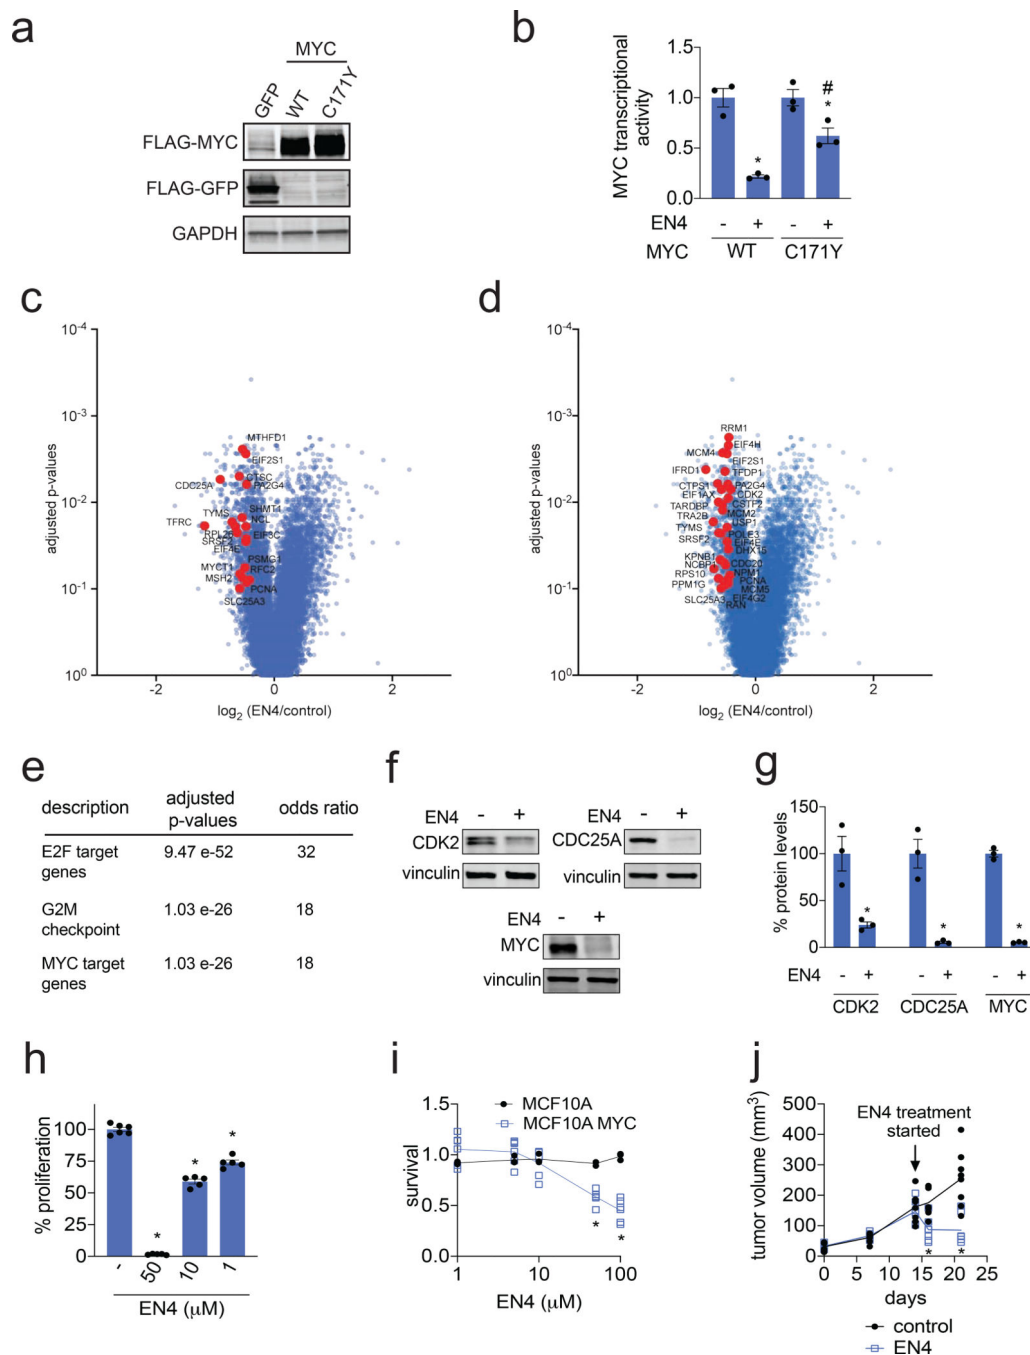 a
MYC
GFP WT C171Y
FLAG-MYC
FLAG-GFP
GAPDH
b
MYC transcriptional
activity
1.5
1.0
0.5
0.0
*
#
*
EN4 - + - +
MYC WT C171Y
c
adjusted p-values
10-4
10-3
10-2
10-1
100
MTHFD1
EIF2S1
CTSC
CDC25A
PA2G4
SHMT1
TYMS
NCL
TFRC
RPL26
EIF3C
SRSF2
EIF4E
PSMG1
MYCT1
RFC2
MSH2
PCNA
SLC25A3
-2 0 2
log2 (EN4/control)
d
adjusted p-values
10-4
10-3
10-2
10-1
100
RRM1
EIF4H
MCM4
EIF2S1
IFRD1
TFDP1
CTPS1
PA2G4
EIF1AX
CDK2
TARDBP
CSTP2
MCM2
TRA2B
USP1
TYMS
POLE3
SRSF2
EIF4E
DHX15
KPNB1
CDC20
NCBP1
NPM1
RPS10
PCNA
PPM1G
MCM5
SLC25A3
EIF4G2
RAN
-2 0 2
log2 (EN4/control)
e
description adjusted p-values odds ratio
E2F target genes 9.47 e-52 32
G2M checkpoint 1.03 e-26 18
MYC target genes 1.03 e-26 18
f
EN4 - +
CDK2
vinculin
EN4 - +
CDC25A
vinculin
EN4 - +
MYC
vinculin
g
% protein levels
150
100
50
0
* * *
EN4 - + - + - +
CDK2 CDC25A MYC
h
% proliferation
100
75
50
25
0
* * *
- 50 10 1
EN4 (μM)
i
MCF10A
MCF10A MYC
survival
1.5
1.0
0.5
0.0
* *
1 10 100
EN4 (μM)
j
tumor volume (mm3)
500
400
300
200
100
0
EN4 treatment
started
* *
0 5 10 15 20 25
days
control
EN4